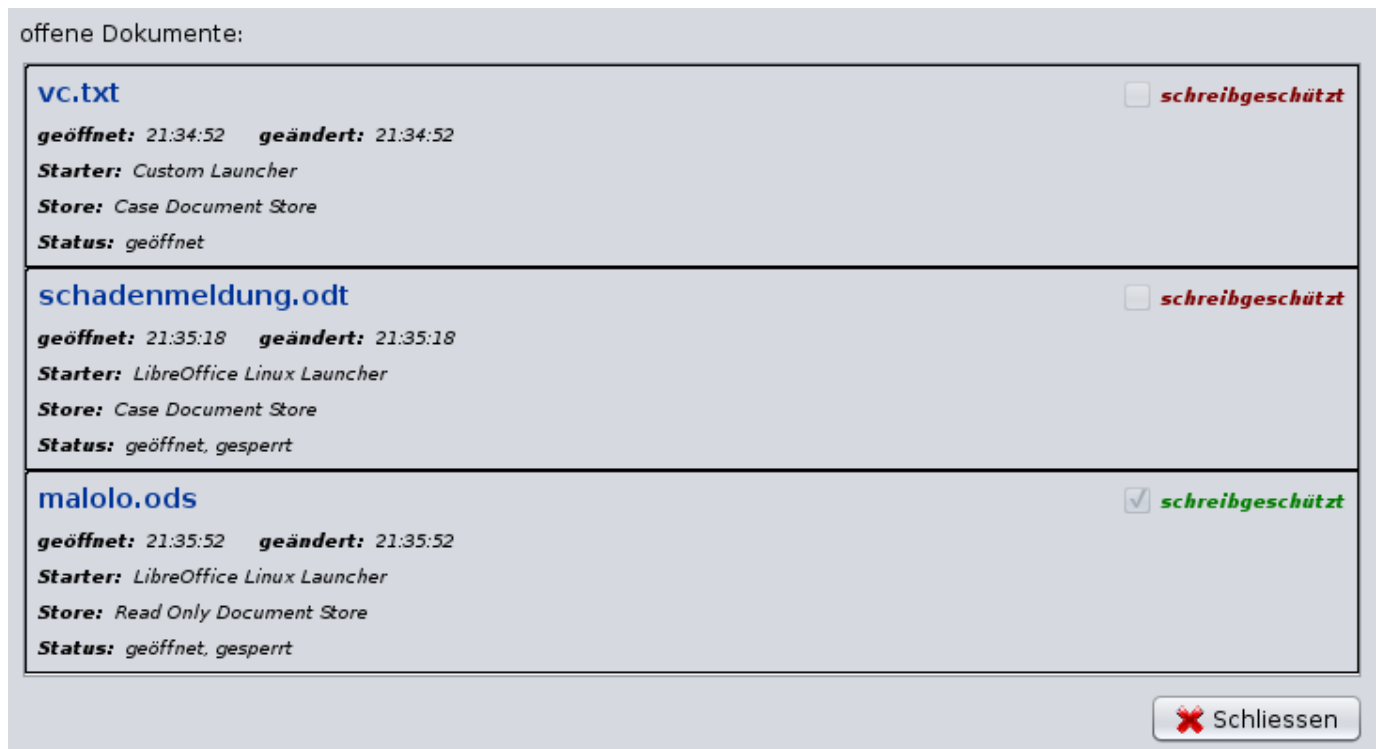 offene Dokumente:
vc.txt schreibgeschützt
geöffnet: 21:34:52 geändert: 21:34:52
Starter: Custom Launcher
Store: Case Document Store
Status: geöffnet
schadenmeldung.odt schreibgeschützt
geöffnet: 21:35:18 geändert: 21:35:18
Starter: LibreOffice Linux Launcher
Store: Case Document Store
Status: geöffnet, gesperrt
malolo.ods schreibgeschützt
geöffnet: 21:35:52 geändert: 21:35:52
Starter: LibreOffice Linux Launcher
Store: Read Only Document Store
Status: geöffnet, gesperrt
Schliessen